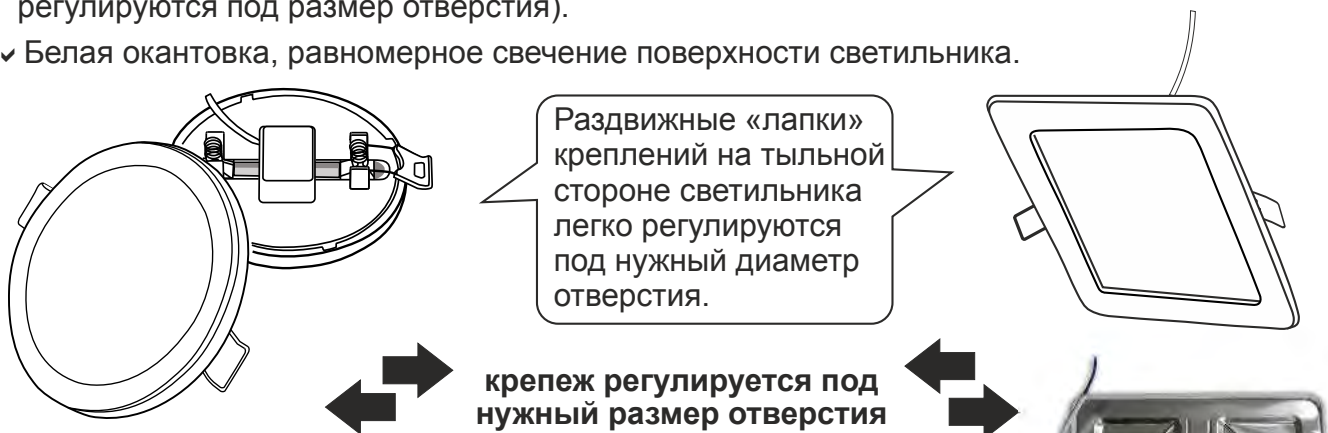 регулируются под размер отверстия).
Белая окантовка, равномерное свечение поверхности светильника.
Раздвижные «лапки»
креплений на тыльной
стороне светильника
легко регулируются
под нужный диаметр
отверстия.
крепеж регулируется под
нужный размер отверстия